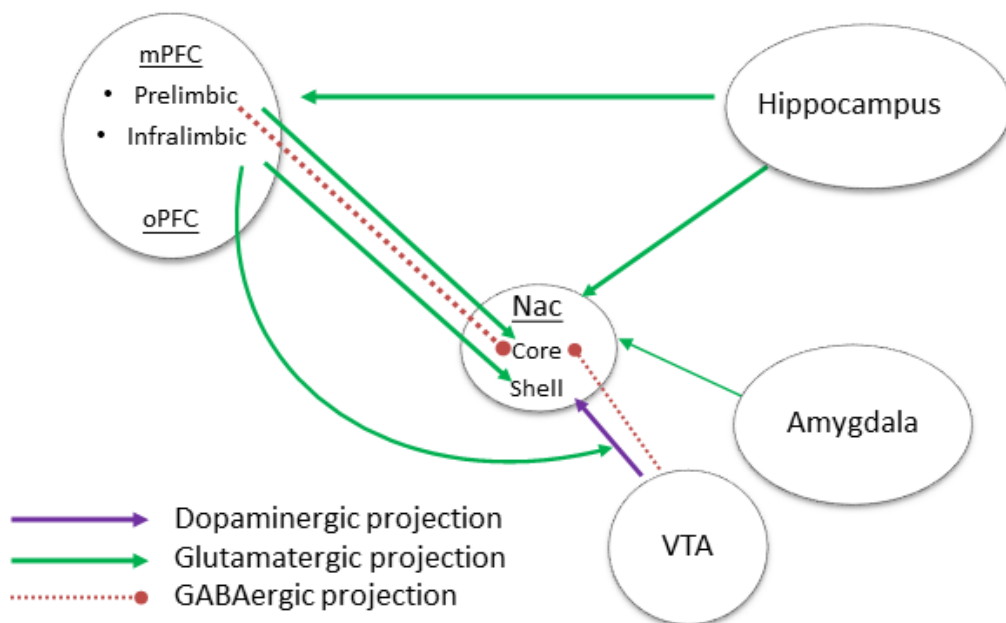 mPFC
• Prelimbic
• Infralimbic
oPFC
Hippocampus
Nac
Core
Shell
Amygdala
VTA
Dopaminergic projection
Glutamatergic projection
GABAergic projection